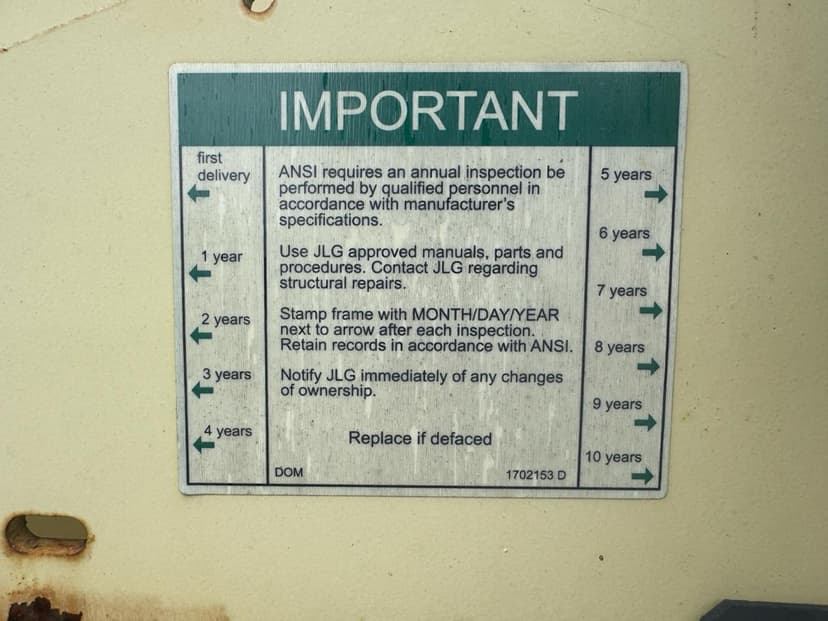 IMPORTANT
first
delivery
1 year
2 years
3 years
4 years
ANSI requires an annual inspection be
performed by qualified personnel in
accordance with manufacturer's
specifications.
Use JLG approved manuals, parts and
procedures. Contact JLG regarding
structural repairs.
Stamp frame with MONTH/DAY/YEAR
next to arrow after each inspection.
Retain records in accordance with ANSI.
Notify JLG immediately of any changes
of ownership.
Replace if defaced
DOM
1702153 D
5 years
6 years
7 years
8 years
9 years
10 years